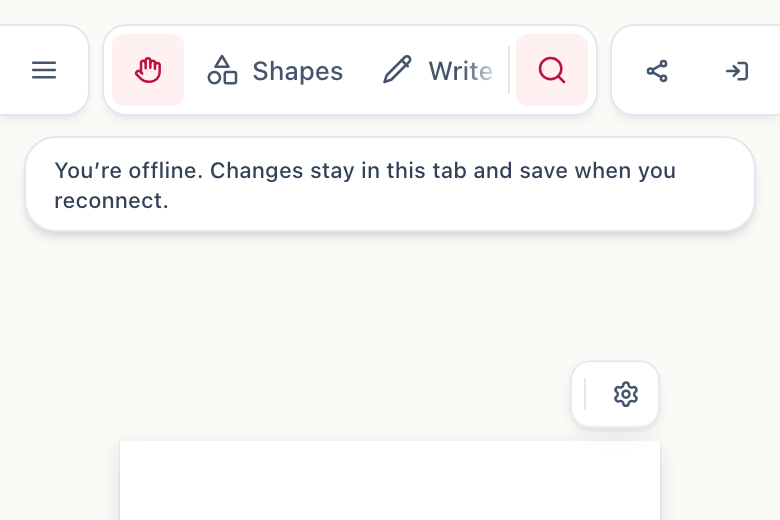 Shapes
Write
You’re offline. Changes stay in this tab and save when you
reconnect.